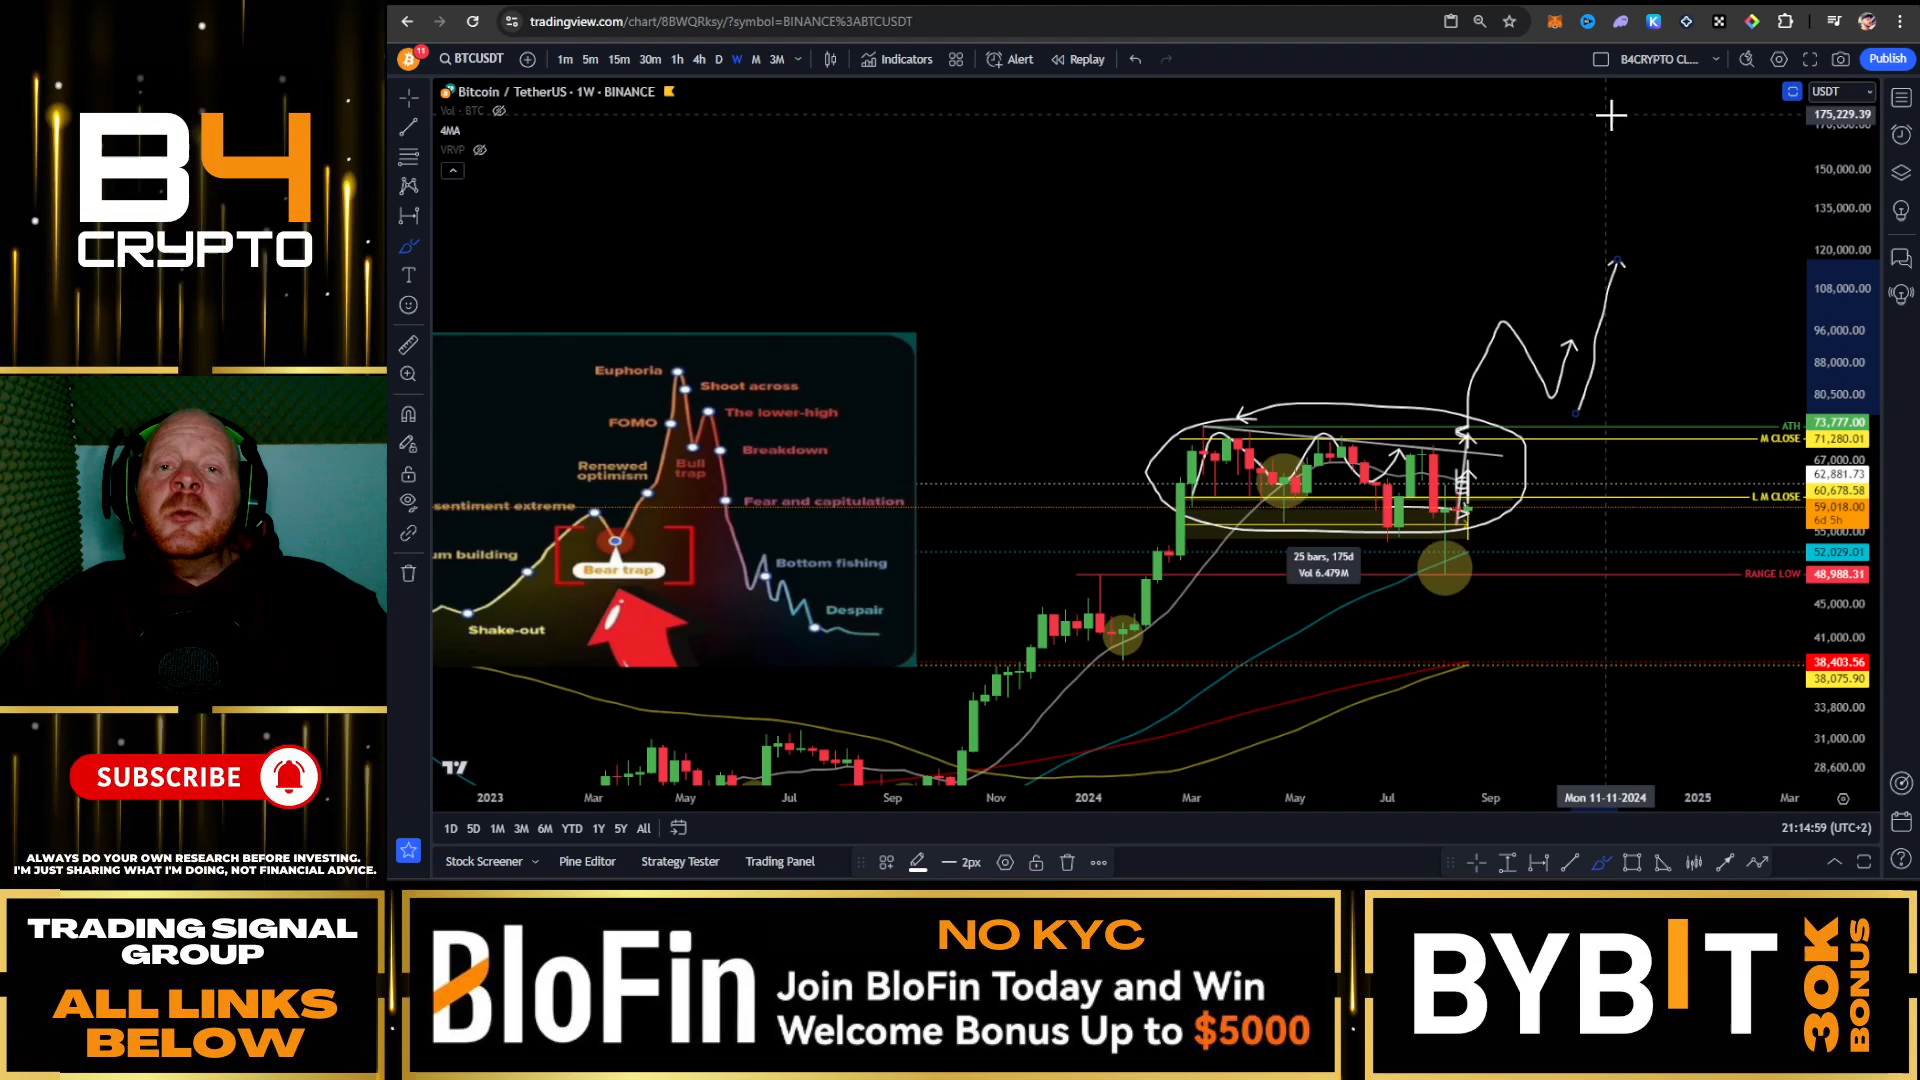 tradingview.com/chart/8BWQRksy/?symbol=BINANCE%3ABTCUSDT
11
BTCUSDT
1m 5m 15m 30m 1h 4h D W M 3M
Indicators
Alert
Replay
B4CRYPTO CL...
Publish
B4
CRYPTO
Bitcoin / TetherUS · 1W · BINANCE
Vol · BTC
4MA
VRVP
USDT
175,229.39
150,000.00
135,000.00
120,000.00
108,000.00
96,000.00
88,000.00
80,500.00
ATH
73,777.00
M CLOSE
71,280.01
67,000.00
62,881.73
60,678.58
L M CLOSE
59,018.00
6d 5h
55,000.00
52,029.01
RANGE LOW
48,988.31
45,000.00
41,000.00
38,403.56
38,075.90
33,800.00
31,000.00
28,600.00
25 bars, 175d
Vol 6.479M
Euphoria
Shoot across
FOMO
The lower-high
Renewed
optimism
Bull
trap
Breakdown
sentiment extreme
Fear and capitulation
um building
Bear trap
Bottom fishing
Shake-out
Despair
2023 Mar May Jul Sep Nov 2024 Mar May Jul Sep Mon 11-11-2024 2025 Mar
1D 5D 1M 3M 6M YTD 1Y 5Y All
21:14:59 (UTC+2)
Stock Screener
Pine Editor
Strategy Tester
Trading Panel
2px
SUBSCRIBE
ALWAYS DO YOUR OWN RESEARCH BEFORE INVESTING.
I'M JUST SHARING WHAT I'M DOING, NOT FINANCIAL ADVICE.
TRADING SIGNAL
GROUP
ALL LINKS
BELOW
BloFin
NO KYC
Join BloFin Today and Win
Welcome Bonus Up to $5000
BYBIT
30K
BONUS